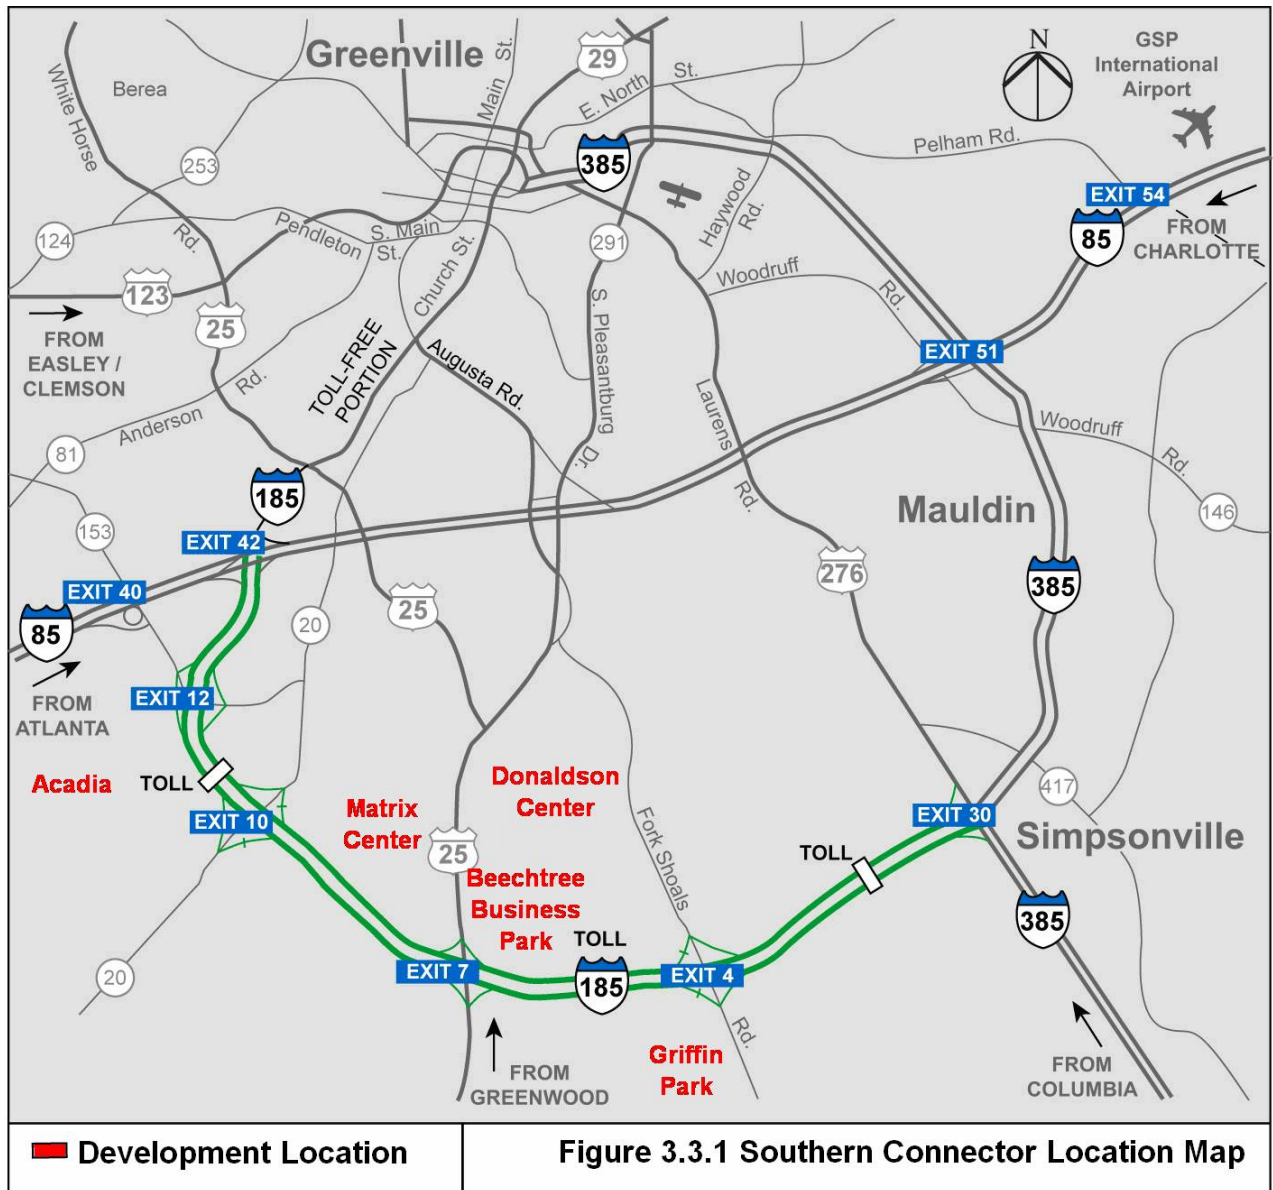 Greenville
Berea
White Horse
Rd.
253
124
123
25
FROM
EASLEY /
CLEMSON
Pendleton
St.
S. Main
Main St.
Church St.
29
E. North St.
385
291
S. Pleasantburg
Dr.
Haywood
Rd.
Pelham Rd.
N
GSP
International
Airport
EXIT 54
85
FROM
CHARLOTTE
Woodruff
Rd.
EXIT 51
Woodruff
Rd.
146
Laurens
Rd.
Mauldin
385
276
TOLL-FREE
PORTION
Augusta Rd.
Anderson
Rd.
81
153
185
EXIT 42
EXIT 40
85
FROM
ATLANTA
EXIT 12
20
25
Acadia
TOLL
EXIT 10
20
Matrix
Center
Donaldson
Center
25
Beechtree
Business
Park
EXIT 7
TOLL
185
Fork Shoals
Rd.
EXIT 4
TOLL
EXIT 30
417
Simpsonville
385
FROM
GREENWOOD
Griffin
Park
FROM
COLUMBIA
Development Location
Figure 3.3.1 Southern Connector Location Map